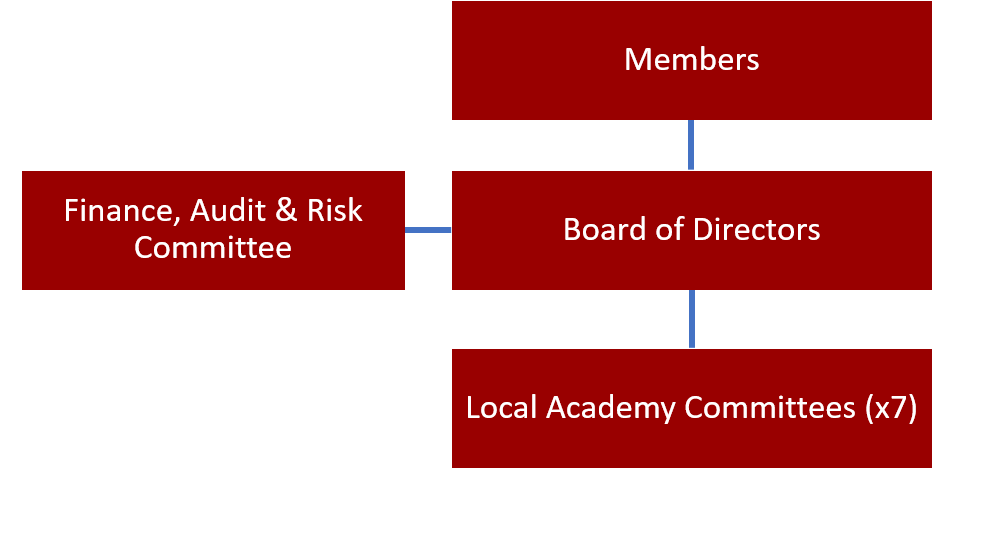 Members
Finance, Audit & Risk
Committee
Board of Directors
Local Academy Committees (x7)